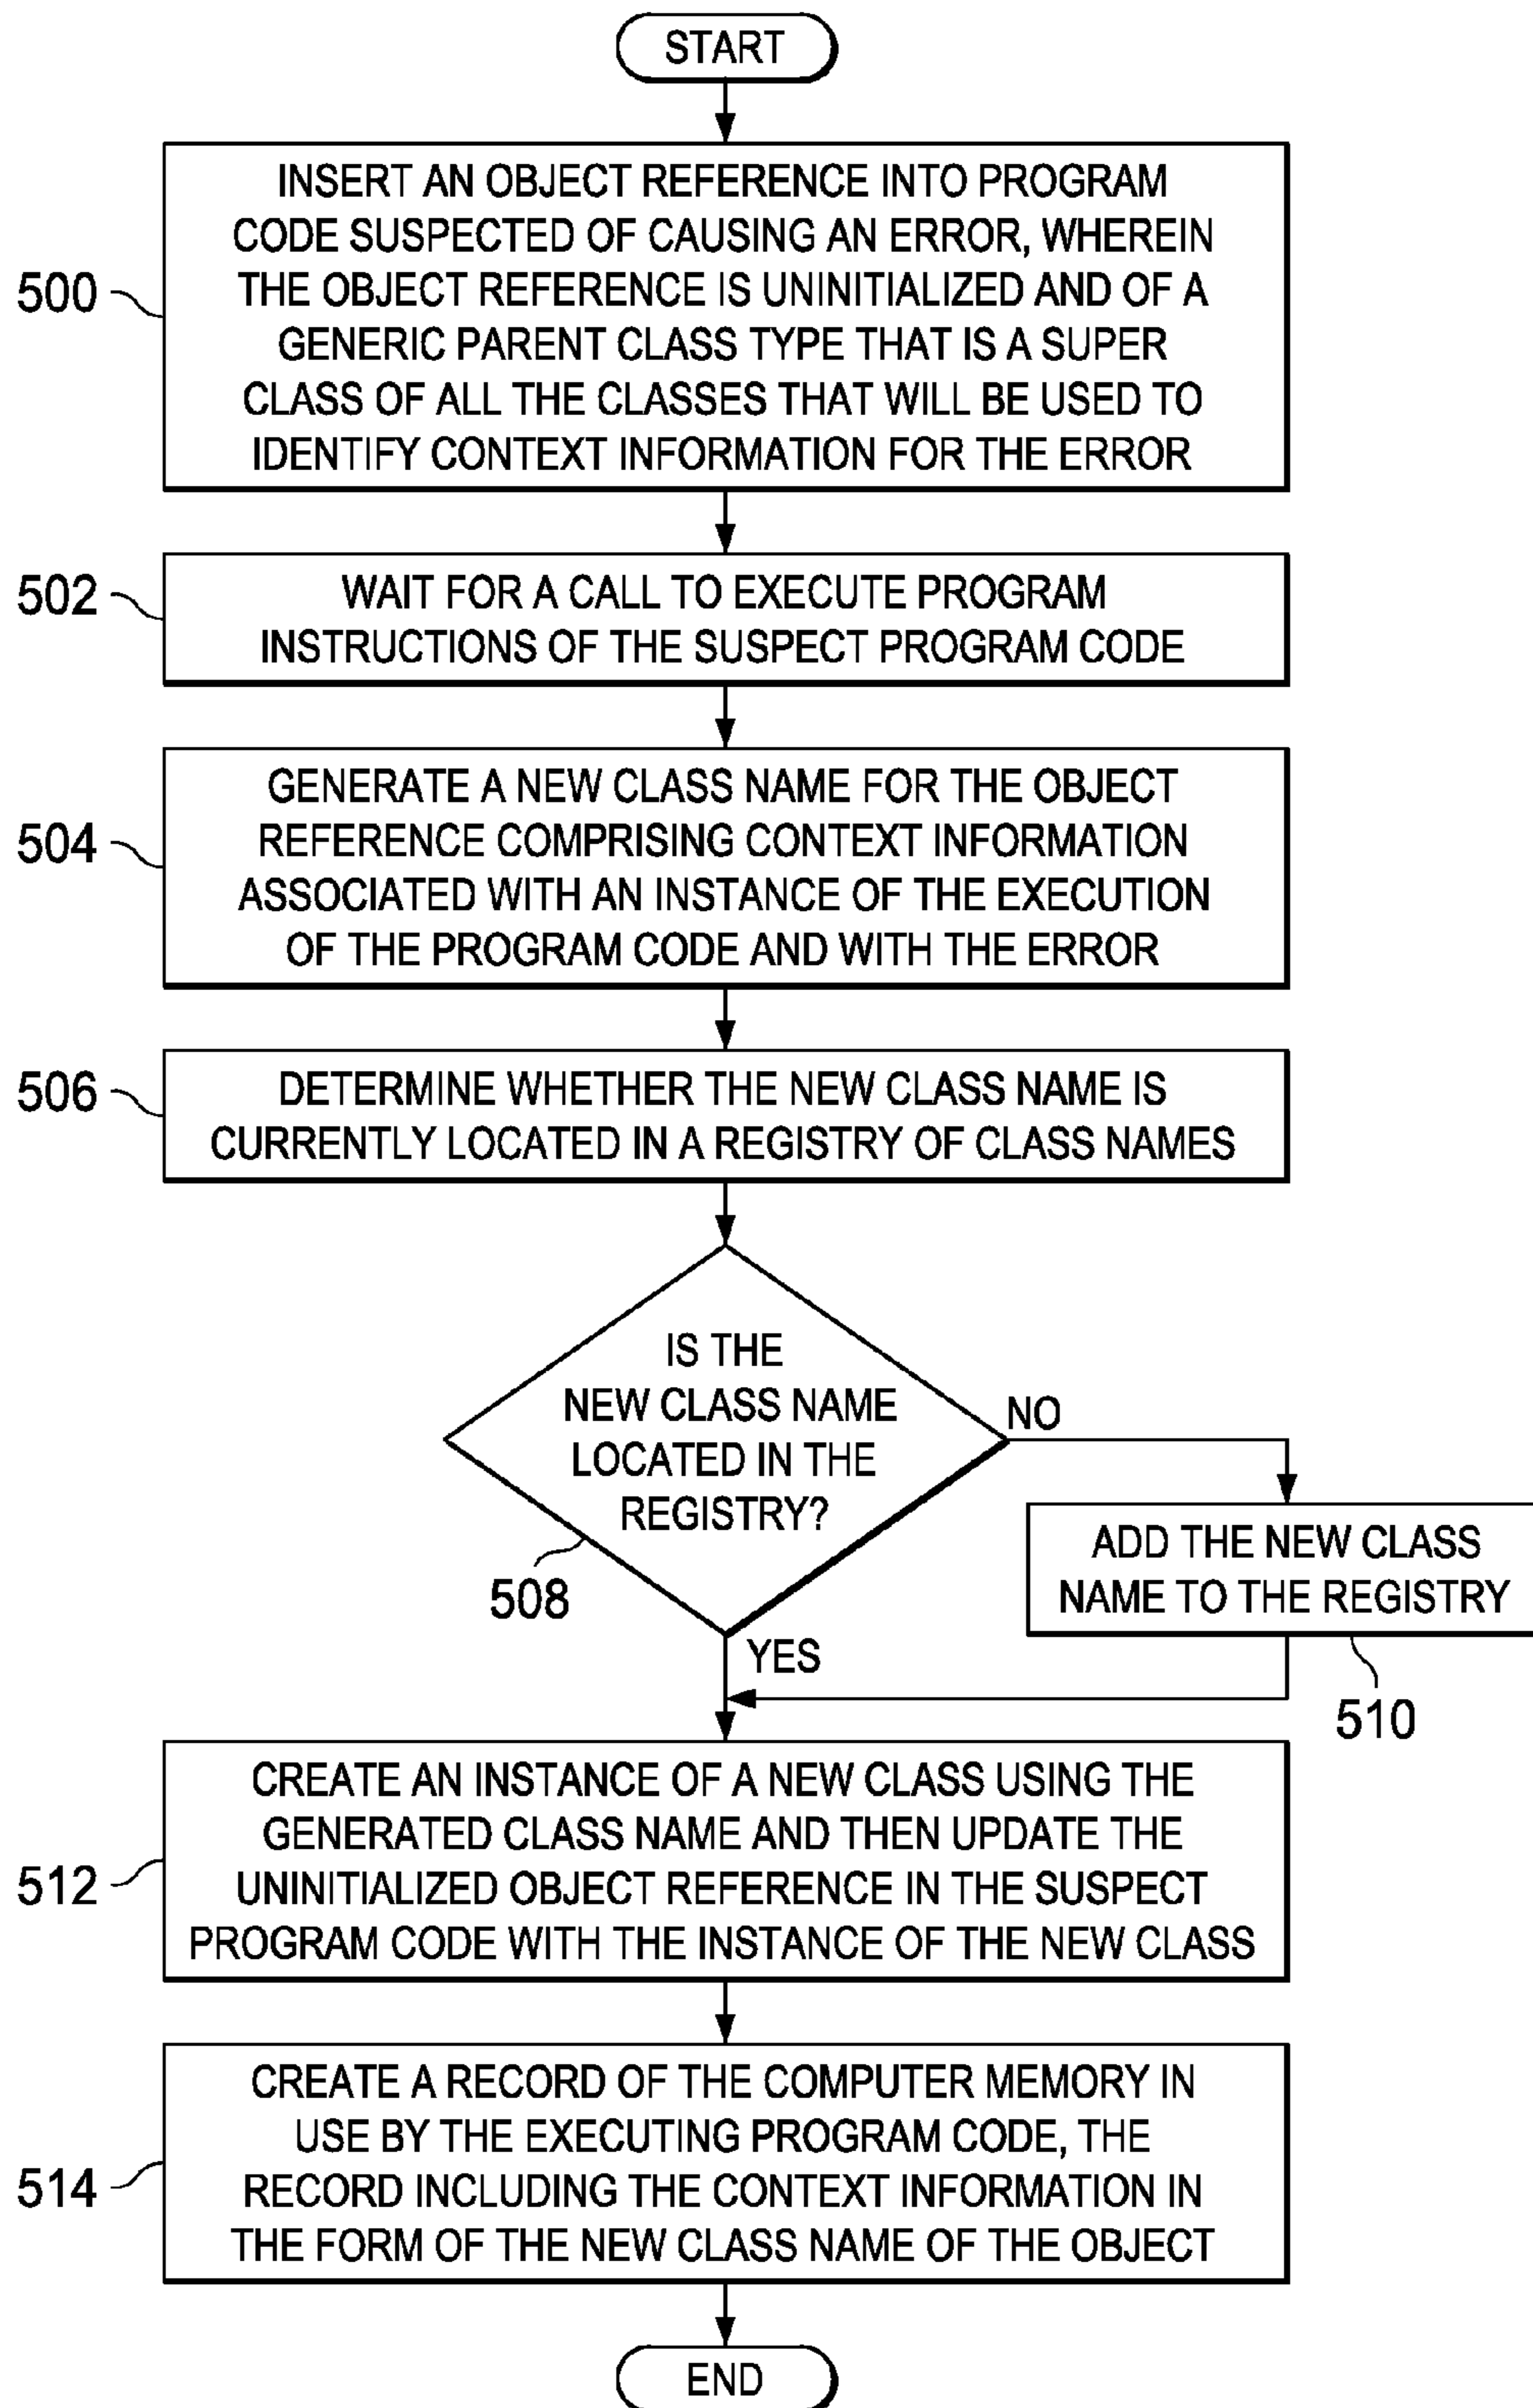 START
INSERT AN OBJECT REFERENCE INTO PROGRAM
CODE SUSPECTED OF CAUSING AN ERROR, WHEREIN
THE OBJECT REFERENCE IS UNINITIALIZED AND OF A
GENERIC PARENT CLASS TYPE THAT IS A SUPER
CLASS OF ALL THE CLASSES THAT WILL BE USED TO
IDENTIFY CONTEXT INFORMATION FOR THE ERROR
500
502
WAIT FOR A CALL TO EXECUTE PROGRAM
INSTRUCTIONS OF THE SUSPECT PROGRAM CODE
504
GENERATE A NEW CLASS NAME FOR THE OBJECT
REFERENCE COMPRISING CONTEXT INFORMATION
ASSOCIATED WITH AN INSTANCE OF THE EXECUTION
OF THE PROGRAM CODE AND WITH THE ERROR
506
DETERMINE WHETHER THE NEW CLASS NAME IS
CURRENTLY LOCATED IN A REGISTRY OF CLASS NAMES
IS THE
NEW CLASS NAME
LOCATED IN THE
REGISTRY?
NO
508
ADD THE NEW CLASS
NAME TO THE REGISTRY
YES
510
512
CREATE AN INSTANCE OF A NEW CLASS USING THE
GENERATED CLASS NAME AND THEN UPDATE THE
UNINITIALIZED OBJECT REFERENCE IN THE SUSPECT
PROGRAM CODE WITH THE INSTANCE OF THE NEW CLASS
514
CREATE A RECORD OF THE COMPUTER MEMORY IN
USE BY THE EXECUTING PROGRAM CODE, THE
RECORD INCLUDING THE CONTEXT INFORMATION IN
THE FORM OF THE NEW CLASS NAME OF THE OBJECT
END